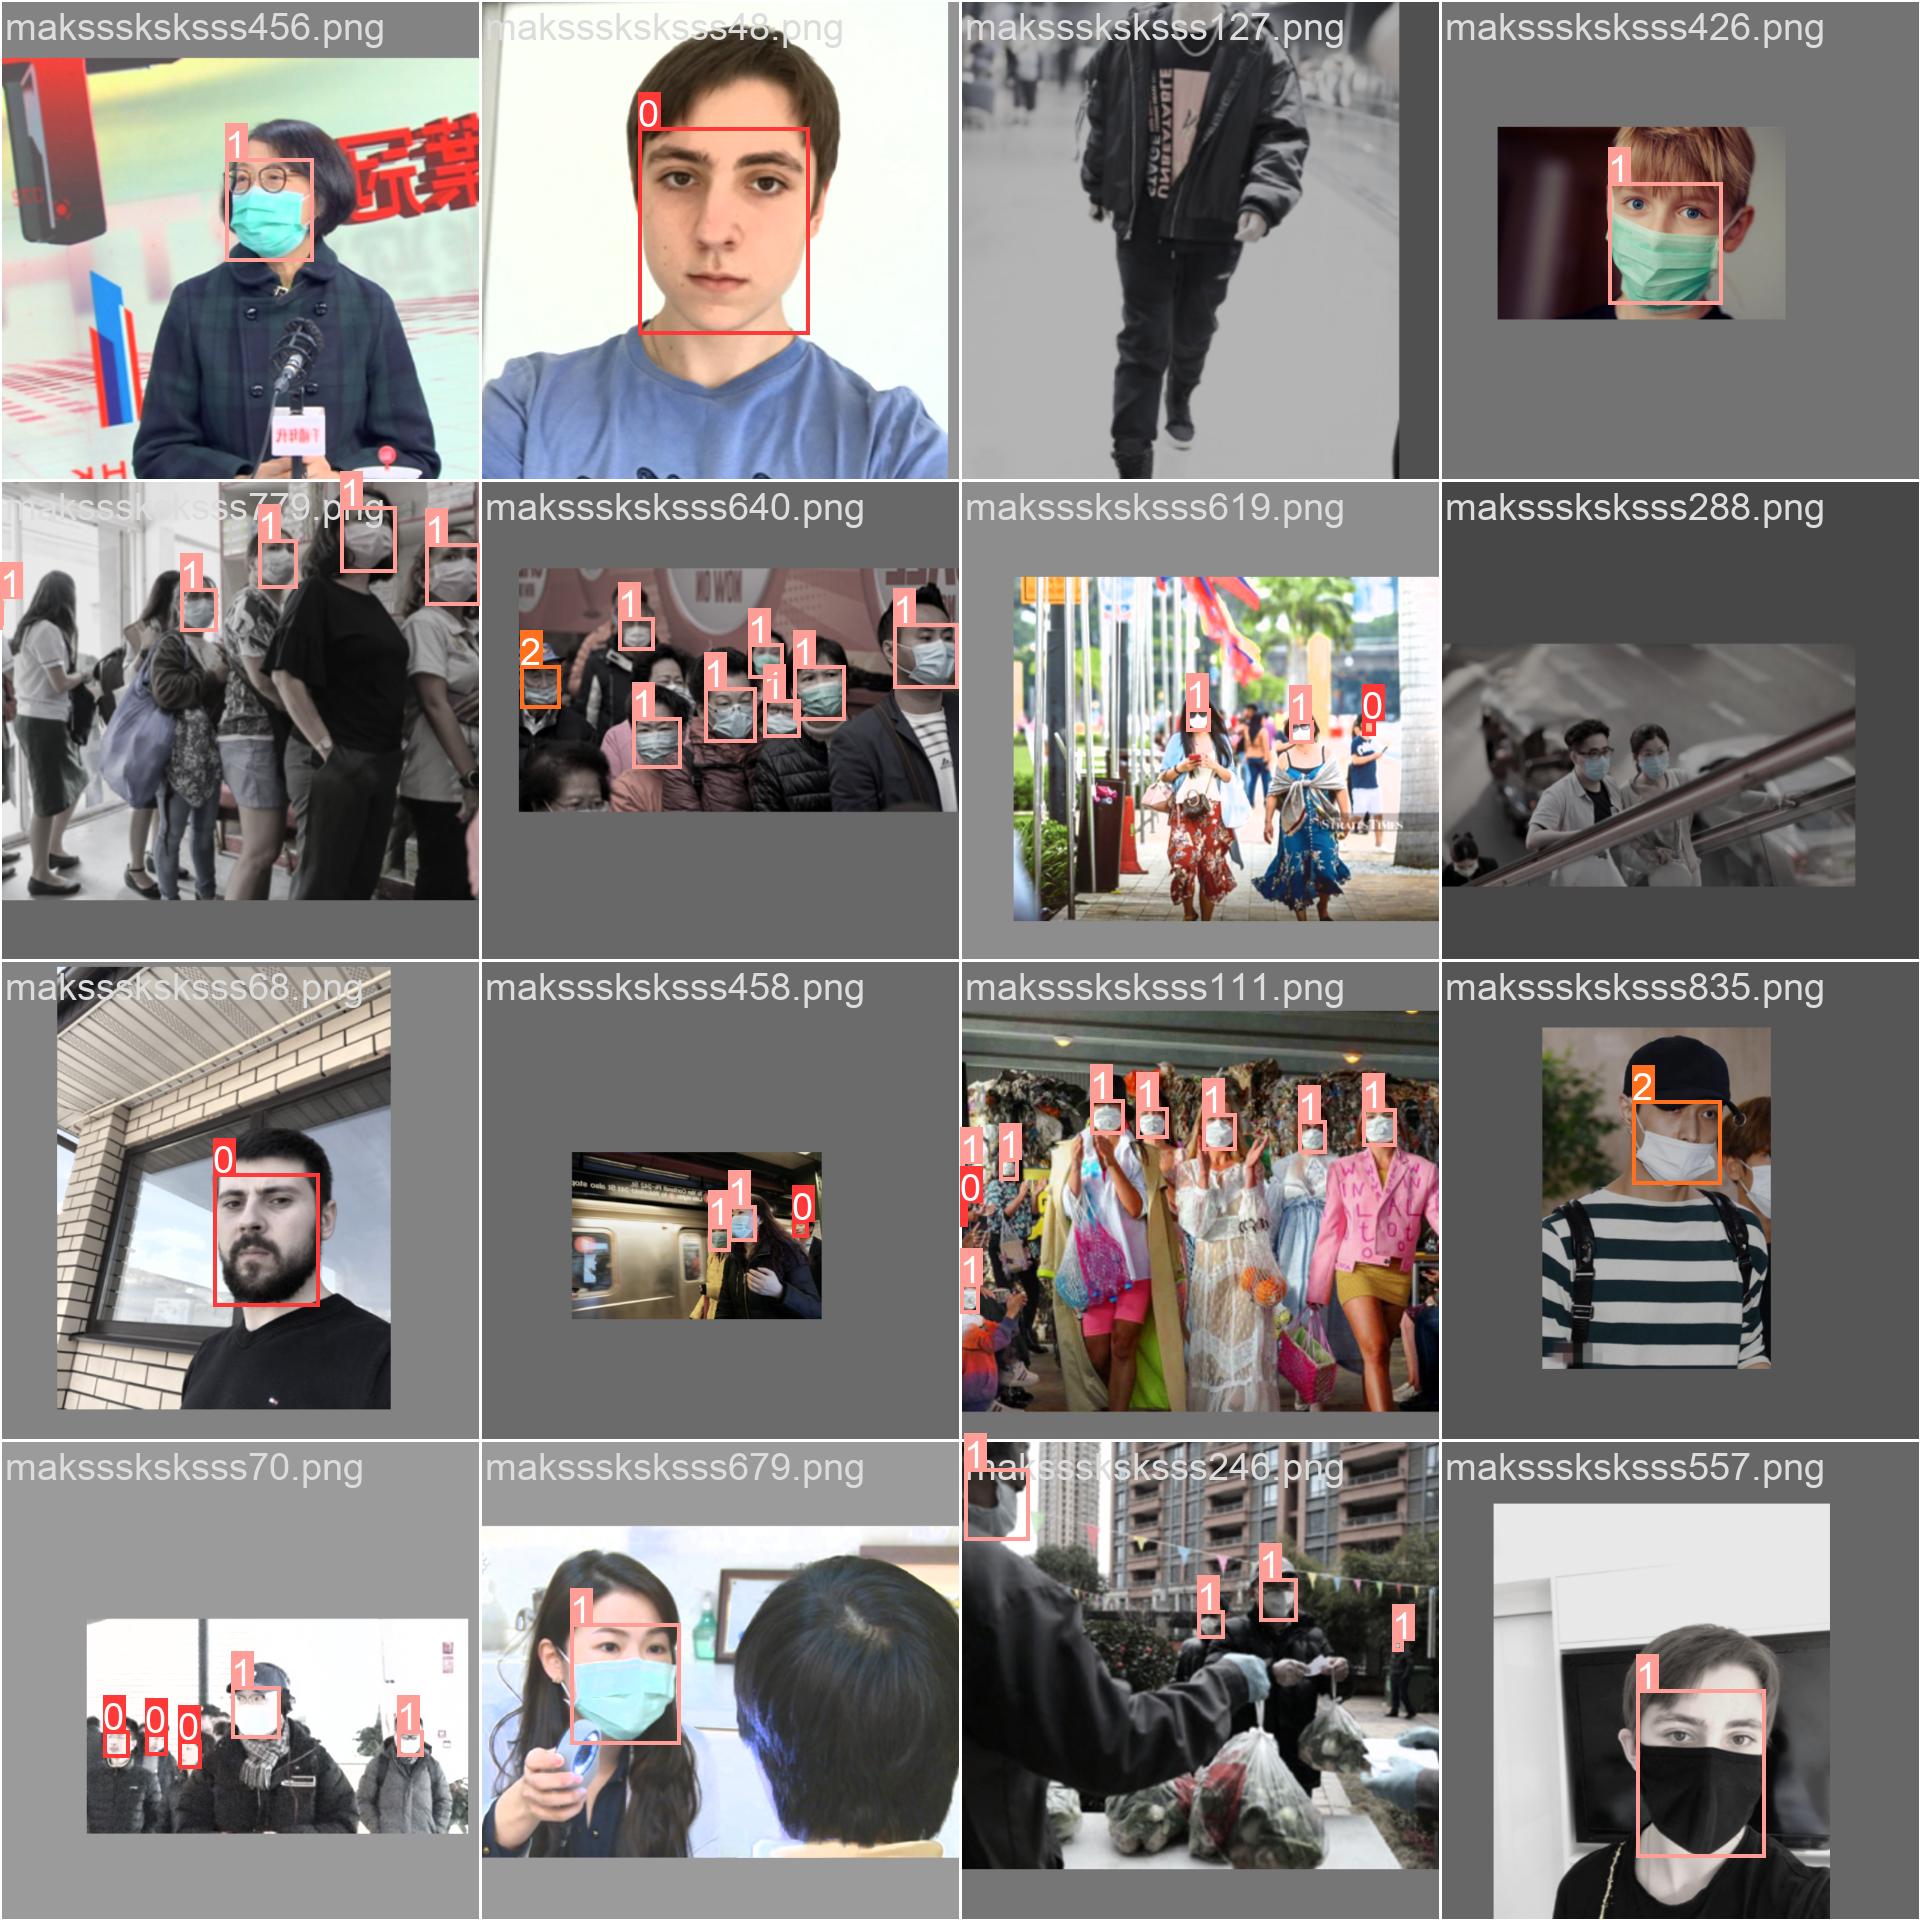 maksssksksss456.png
1
maksssksksss48.png
0
maksssksksss127.png
maksssksksss426.png
1
maksssksksss779.png
1
1
1
1
1
maksssksksss640.png
2
1
1
1
1
1
1
1
maksssksksss619.png
1
1
0
STRAITS TIMES
maksssksksss288.png
maksssksksss68.png
0
maksssksksss458.png
1
1
0
maksssksksss111.png
1
1
1
1
1
1
1
0
1
maksssksksss835.png
2
maksssksksss70.png
0
0
0
1
1
maksssksksss679.png
1
maksssksksss246.png
1
1
1
1
maksssksksss557.png
1